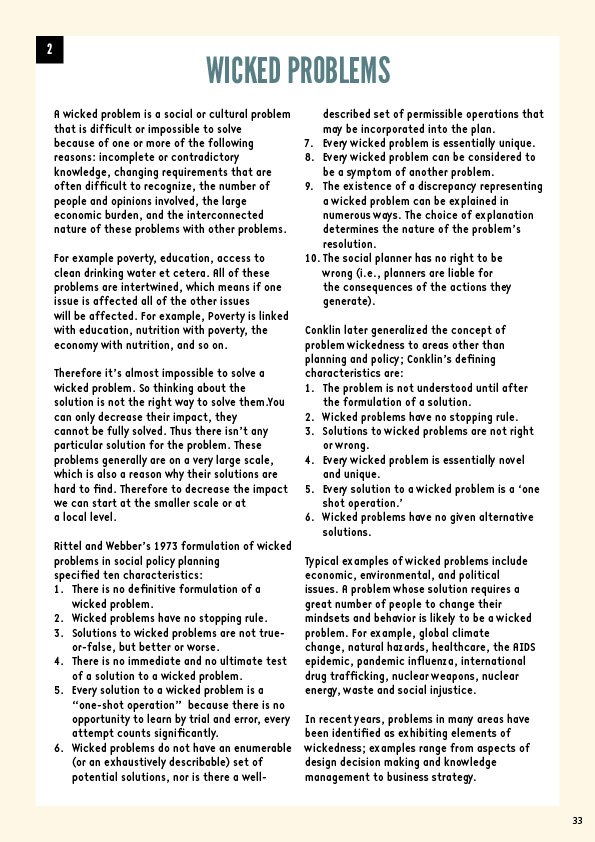 2
WICKED PROBLEMS
A wicked problem is a social or cultural problem
that is difficult or impossible to solve
because of one or more of the following
reasons: incomplete or contradictory
knowledge, changing requirements that are
often difficult to recognize, the number of
people and opinions involved, the large
economic burden, and the interconnected
nature of these problems with other problems.
For example poverty, education, access to
clean drinking water et cetera. All of these
problems are intertwined, which means if one
issue is affected all of the other issues
will be affected. For example, Poverty is linked
with education, nutrition with poverty, the
economy with nutrition, and so on.
Therefore it's almost impossible to solve a
wicked problem. So thinking about the
solution is not the right way to solve them.You
can only decrease their impact, they
cannot be fully solved. Thus there isn't any
particular solution for the problem. These
problems generally are on a very large scale,
which is also a reason why their solutions are
hard to find. Therefore to decrease the impact
we can start at the smaller scale or at
a local level.
Rittel and Webber's 1973 formulation of wicked
problems in social policy planning
specified ten characteristics:
1. There is no definitive formulation of a
wicked problem.
2. Wicked problems have no stopping rule.
3. Solutions to wicked problems are not true-
or-false, but better or worse.
4. There is no immediate and no ultimate test
of a solution to a wicked problem.
5. Every solution to a wicked problem is a
"one-shot operation" because there is no
opportunity to learn by trial and error, every
attempt counts significantly.
6. Wicked problems do not have an enumerable
(or an exhaustively describable) set of
potential solutions, nor is there a well-
described set of permissible operations that
may be incorporated into the plan.
7. Every wicked problem is essentially unique.
8. Every wicked problem can be considered to
be a symptom of another problem.
9. The existence of a discrepancy representing
a wicked problem can be explained in
numerous ways. The choice of explanation
determines the nature of the problem's
resolution.
10. The social planner has no right to be
wrong (i.e., planners are liable for
the consequences of the actions they
generate).
Conklin later generalized the concept of
problem wickedness to areas other than
planning and policy; Conklin's defining
characteristics are:
1. The problem is not understood until after
the formulation of a solution.
2. Wicked problems have no stopping rule.
3. Solutions to wicked problems are not right
or wrong.
4. Every wicked problem is essentially novel
and unique.
5. Every solution to a wicked problem is a 'one
shot operation.'
6. Wicked problems have no given alternative
solutions.
Typical examples of wicked problems include
economic, environmental, and political
issues. A problem whose solution requires a
great number of people to change their
mindsets and behavior is likely to be a wicked
problem. For example, global climate
change, natural hazards, healthcare, the AIDS
epidemic, pandemic influenza, international
drug trafficking, nuclear weapons, nuclear
energy, waste and social injustice.
In recent years, problems in many areas have
been identified as exhibiting elements of
wickedness; examples range from aspects of
design decision making and knowledge
management to business strategy.
33